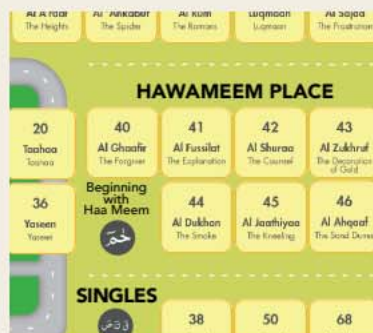 Al A'raaf
Al 'Ankabut
Al Rum
Luqmaan
Al Sajda
The Heights
The Spider
The Romans
Luqmaan
The Prostration
HAWAMEEM PLACE
20
Taahaa
Taahaa
40
Al Ghaafir
The Forgiver
41
Al Fussilat
The Explanation
42
Al Shuraa
The Counsel
43
Al Zukhruf
The Decoration
of Gold
36
Yaseen
Yaseen
Beginning
with
Haa Meem
حٰمٓ
44
Al Dukhan
The Smoke
45
Al Jaathiyaa
The Kneeling
46
Al Ahqaaf
The Sand Dunes
SINGLES
38
50
68